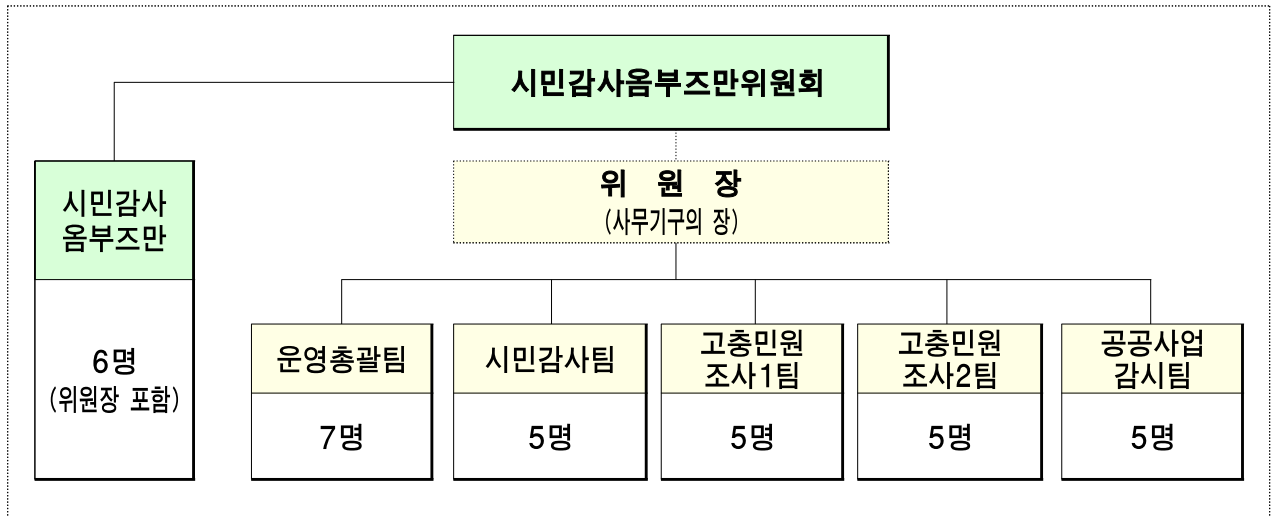 시민감사옴부즈만위원회
시민감사
옴부즈만
6명
(위원장 포함)
위 원 장
(사무기구의 장)
운영총괄팀
7명
시민감사팀
5명
고충민원
조사1팀
5명
고충민원
조사2팀
5명
공공사업
감시팀
5명